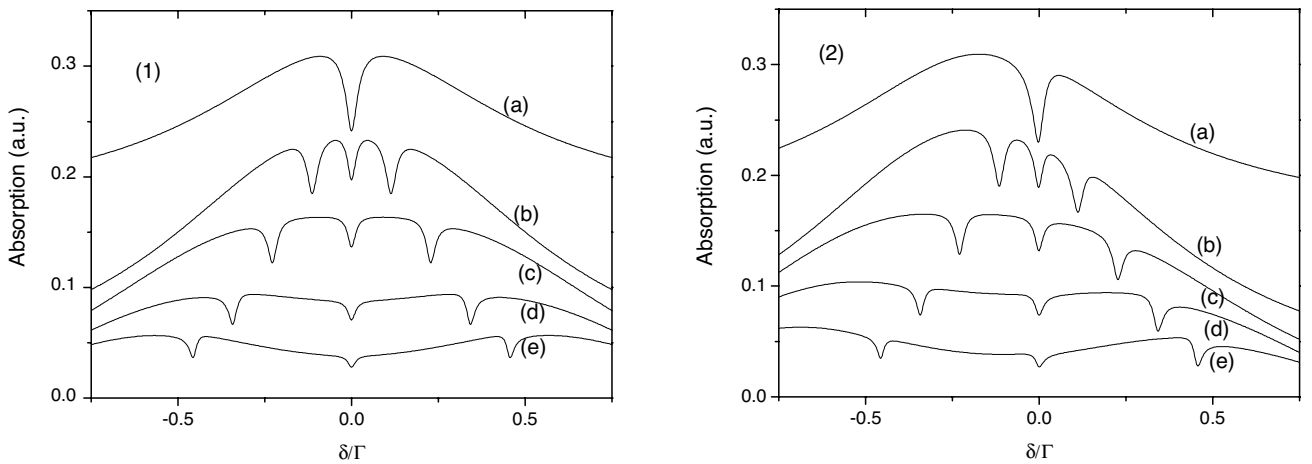 (1)
0.3
0.2
0.1
0.0
Absorption (a.u.)
(a)
(b)
(c)
(d)
(e)
-0.5
0.0
0.5
δ/Γ
(2)
0.3
0.2
0.1
0.0
Absorption (a.u.)
(a)
(b)
(c)
(d)
(e)
-0.5
0.0
0.5
δ/Γ